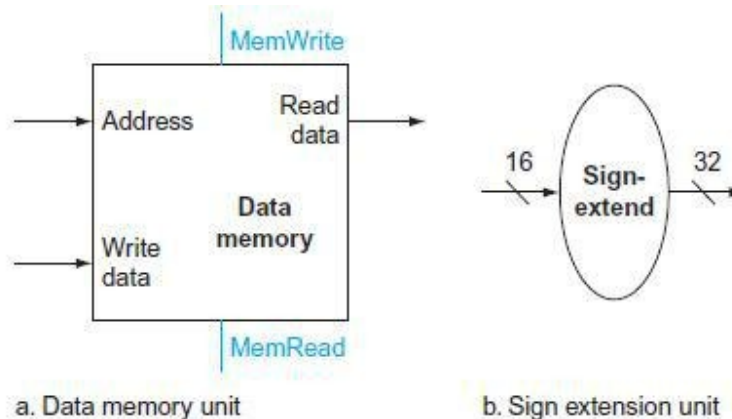 MemWrite
Address
Read
data
Data
memory
Write
data
MemRead
a. Data memory unit
16
Sign-
extend
32
b. Sign extension unit